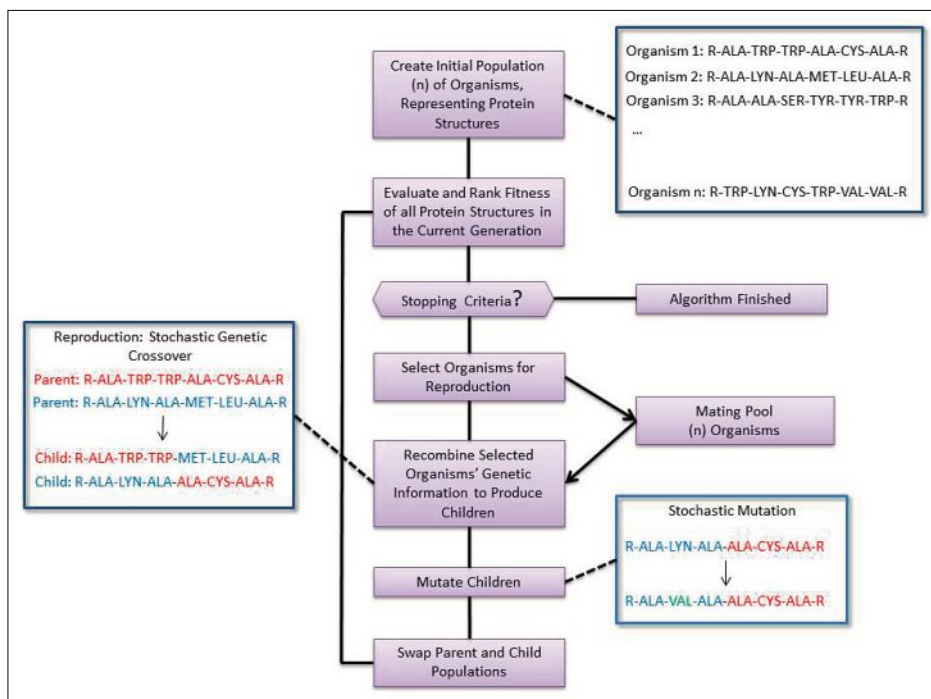 Create Initial Population
(n) of Organisms,
Representing Protein
Structures
Organism 1: R-ALA-TRP-TRP-ALA-CYS-ALA-R
Organism 2: R-ALA-LYN-ALA-MET-LEU-ALA-R
Organism 3: R-ALA-ALA-SER-TYR-TYR-TRP-R
...
Organism n: R-TRP-LYN-CYS-TRP-VAL-VAL-R
Evaluate and Rank Fitness
of all Protein Structures in
the Current Generation
Stopping Criteria?
Algorithm Finished
Reproduction: Stochastic Genetic
Crossover
Parent: R-ALA-TRP-TRP-ALA-CYS-ALA-R
Parent: R-ALA-LYN-ALA-MET-LEU-ALA-R
Child: R-ALA-TRP-TRP-MET-LEU-ALA-R
Child: R-ALA-LYN-ALA-ALA-CYS-ALA-R
Select Organisms for
Reproduction
Mating Pool
(n) Organisms
Recombine Selected
Organisms' Genetic
Information to Produce
Children
Stochastic Mutation
R-ALA-LYN-ALA-ALA-CYS-ALA-R
R-ALA-VAL-ALA-ALA-CYS-ALA-R
Mutate Children
Swap Parent and Child
Populations